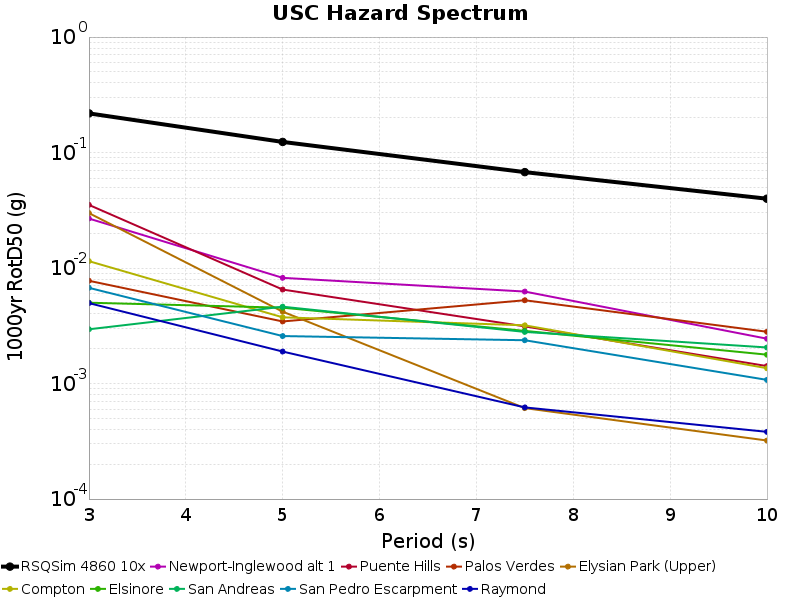 USC Hazard Spectrum
1000yr RotD50 (g)
10^0
10^-1
10^-2
10^-3
10^-4
3 4 5 6 7 8 9 10
Period (s)
RSQSim 4860 10x Newport-Inglewood alt 1 Puente Hills Palos Verdes Elysian Park (Upper)
Compton Elsinore San Andreas San Pedro Escarpment Raymond